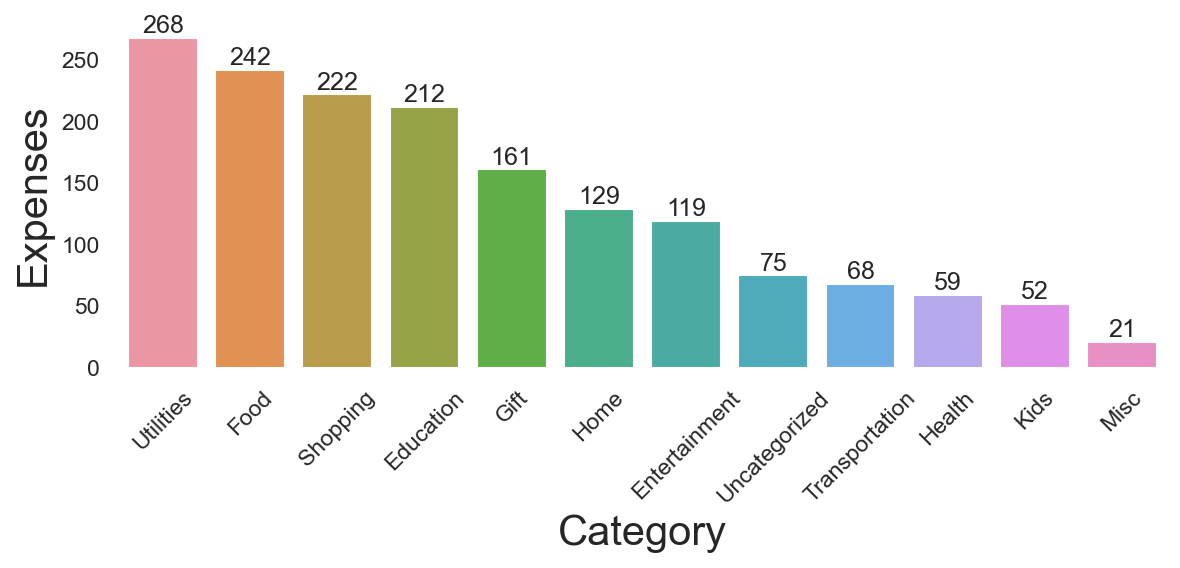 268
242
222
212
161
129
119
75
68
59
52
21
250
200
150
100
50
0
Expenses
Utilities
Food
Shopping
Education
Gift
Home
Entertainment
Uncategorized
Transportation
Health
Kids
Misc
Category